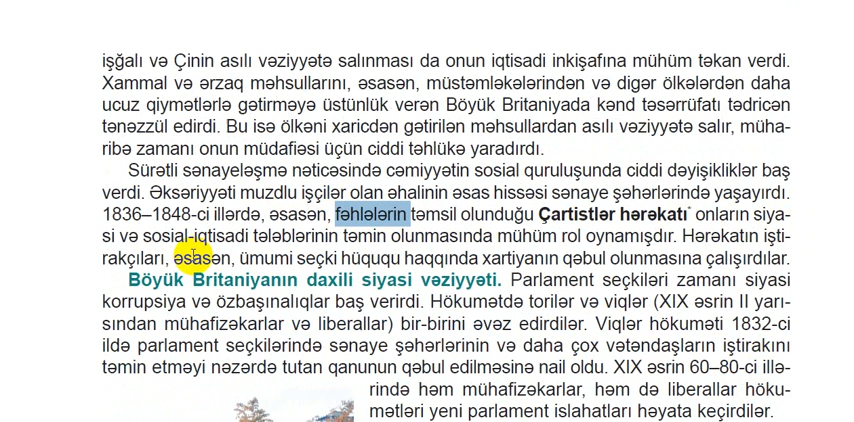 işğalı və Çinin asılı vəziyyətə salınması da onun iqtisadi inkişafına mühüm təkan verdi.
Xammal və ərzaq məhsullarını, əsasən, müstəmləkələrindən və digər ölkələrdən daha
ucuz qiymətlərlə gətirməyə üstünlük verən Böyük Britaniyada kənd təsərrüfatı tədricən
tənəzzül edirdi. Bu isə ölkəni xaricdən gətirilən məhsullardan asılı vəziyyətə salır, müha-
ribə zamanı onun müdafiəsi üçün ciddi təhlükə yaradırdı.
Sürətli sənayeləşmə nəticəsində cəmiyyətin sosial quruluşunda ciddi dəyişikliklər baş
verdi. Əksəriyyəti muzdlu işçilər olan əhalinin əsas hissəsi sənaye şəhərlərində yaşayırdı.
1836–1848-ci illərdə, əsasən, fəhlələrin təmsil olunduğu Çartistlər hərəkatı* onların siya-
si və sosial-iqtisadi tələblərinin təmin olunmasında mühüm rol oynamışdır. Hərəkatın işti-
rakçıları, əsasən, ümumi seçki hüququ haqqında xartiyanın qəbul olunmasına çalışırdılar.
Böyük Britaniyanın daxili siyasi vəziyyəti. Parlament seçkiləri zamanı siyasi
korrupsiya və özbaşınalıqlar baş verirdi. Hökumətdə torilər və viqlər (XIX əsrin II yarı-
sından mühafizəkarlar və liberallar) bir-birini əvəz edirdilər. Viqlər hökuməti 1832-ci
ildə parlament seçkilərində sənaye şəhərlərinin və daha çox vətəndaşların iştirakını
təmin etməyi nəzərdə tutan qanunun qəbul edilməsinə nail oldu. XIX əsrin 60–80-ci illə-
rində həm mühafizəkarlar, həm də liberallar höku-
mətləri yeni parlament islahatları həyata keçirdilər.